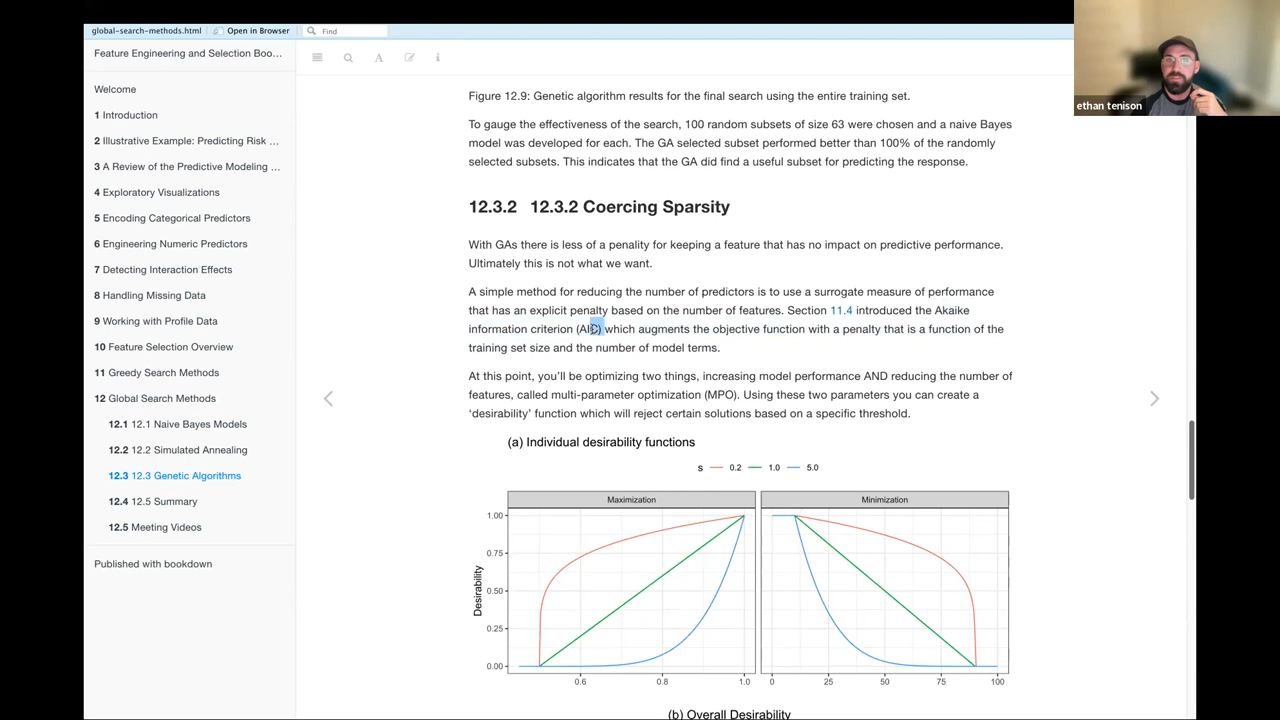 global-search-methods.html
Open in Browser
Find
Feature Engineering and Selection Boo...
Welcome
1 Introduction
2 Illustrative Example: Predicting Risk ...
3 A Review of the Predictive Modeling ...
4 Exploratory Visualizations
5 Encoding Categorical Predictors
6 Engineering Numeric Predictors
7 Detecting Interaction Effects
8 Handling Missing Data
9 Working with Profile Data
10 Feature Selection Overview
11 Greedy Search Methods
12 Global Search Methods
12.1 12.1 Naive Bayes Models
12.2 12.2 Simulated Annealing
12.3 12.3 Genetic Algorithms
12.4 12.5 Summary
12.5 Meeting Videos
Published with bookdown
A
i
Figure 12.9: Genetic algorithm results for the final search using the entire training set.
To gauge the effectiveness of the search, 100 random subsets of size 63 were chosen and a naive Bayes
model was developed for each. The GA selected subset performed better than 100% of the randomly
selected subsets. This indicates that the GA did find a useful subset for predicting the response.
12.3.2 12.3.2 Coercing Sparsity
With GAs there is less of a penality for keeping a feature that has no impact on predictive performance.
Ultimately this is not what we want.
A simple method for reducing the number of predictors is to use a surrogate measure of performance
that has an explicit penalty based on the number of features. Section 11.4 introduced the Akaike
information criterion (AIC) which augments the objective function with a penalty that is a function of the
training set size and the number of model terms.
At this point, you'll be optimizing two things, increasing model performance AND reducing the number of
features, called multi-parameter optimization (MPO). Using these two parameters you can create a
'desirability' function which will reject certain solutions based on a specific threshold.
(a) Individual desirability functions
s 0.2 1.0 5.0
Maximization
Minimization
Desirability
1.00
0.75
0.50
0.25
0.00
0.6 0.8 1.0
0 25 50 75 100
(b) Overall Desirability
ethan tenison